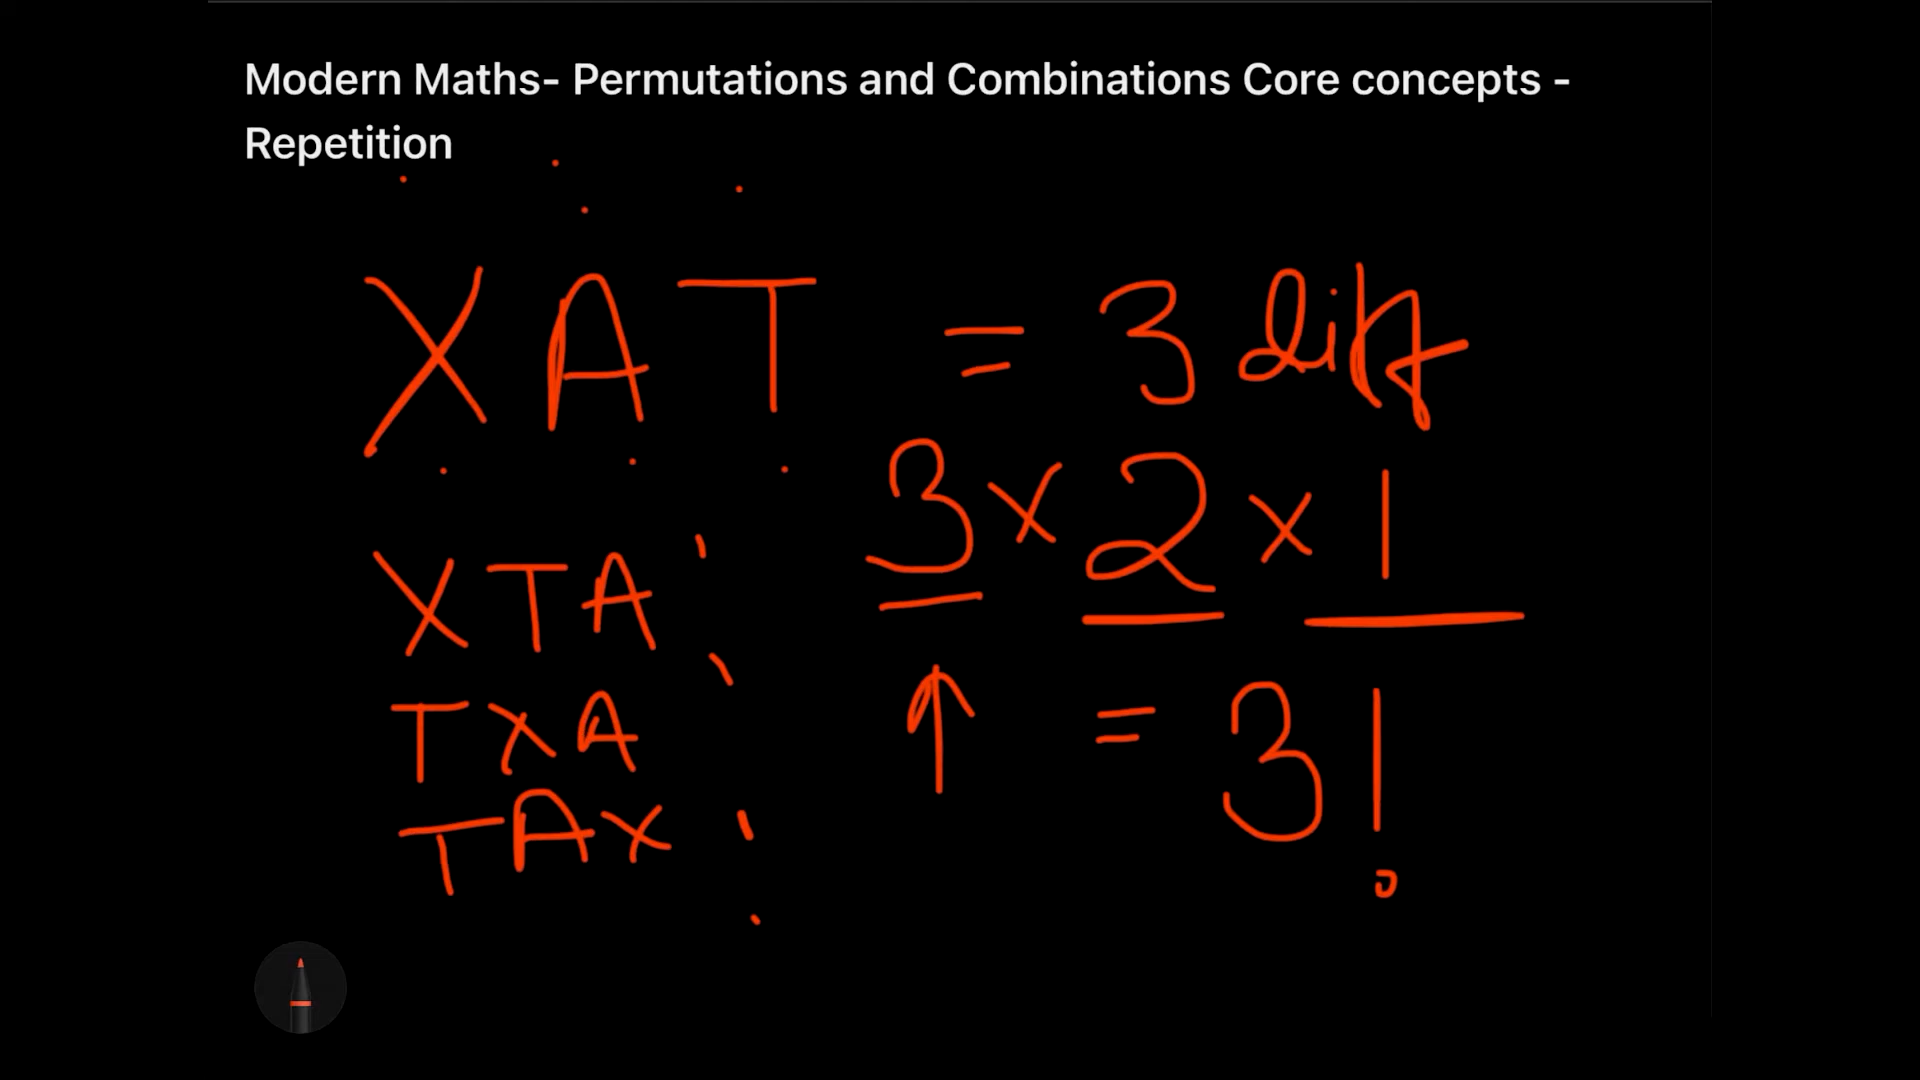 Modern Maths- Permutations and Combinations Core concepts -
Repetition
XAT = 3 diff
3 x 2 x 1
XTA
= 3!
TXA
TAX